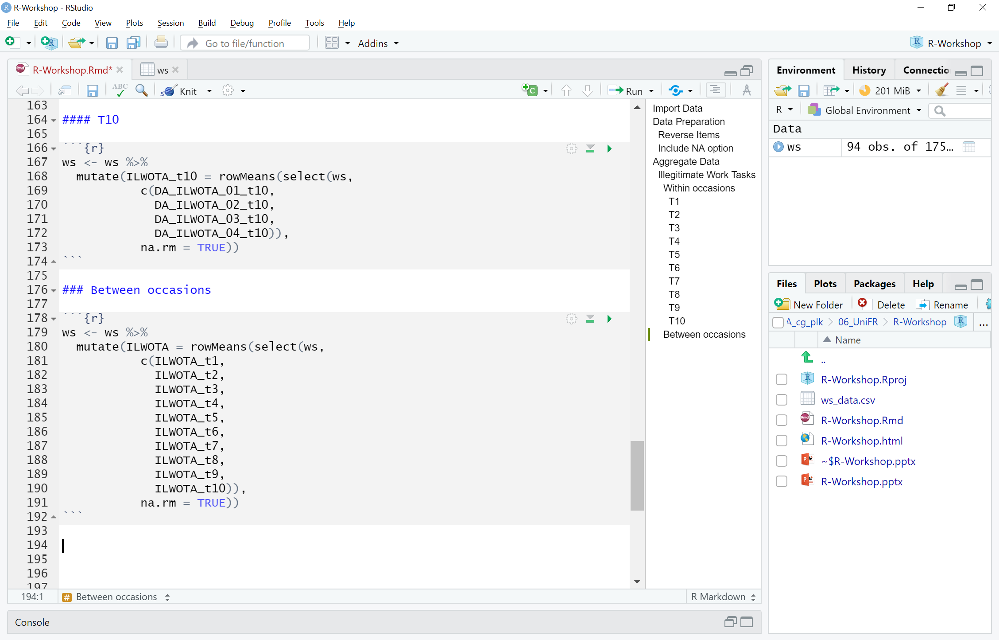 R-Workshop - RStudio
File Edit Code View Plots Session Build Debug Profile Tools Help
Go to file/function Addins R-Workshop
R-Workshop.Rmd* ws
ABC Knit Run
163
164 #### T10
165
166 ```{r}
167 ws <- ws %>%
168 mutate(ILWOTA_t10 = rowMeans(select(ws,
169 c(DA_ILWOTA_01_t10,
170 DA_ILWOTA_02_t10,
171 DA_ILWOTA_03_t10,
172 DA_ILWOTA_04_t10)),
173 na.rm = TRUE))
174 ```
175
176 ### Between occasions
177
178 ```{r}
179 ws <- ws %>%
180 mutate(ILWOTA = rowMeans(select(ws,
181 c(ILWOTA_t1,
182 ILWOTA_t2,
183 ILWOTA_t3,
184 ILWOTA_t4,
185 ILWOTA_t5,
186 ILWOTA_t6,
187 ILWOTA_t7,
188 ILWOTA_t8,
189 ILWOTA_t9,
190 ILWOTA_t10)),
191 na.rm = TRUE))
192 ```
193
194
195
196
197
Import Data
Data Preparation
Reverse Items
Include NA option
Aggregate Data
Illegitimate Work Tasks
Within occasions
T1
T2
T3
T4
T5
T6
T7
T8
T9
T10
Between occasions
194:1 # Between occasions R Markdown
Console
Environment History Connectio
201 MiB
R Global Environment
Data
ws 94 obs. of 175…
Files Plots Packages Help
New Folder Delete Rename
A_cg_plk 06_UniFR R-Workshop ...
Name
..
R-Workshop.Rproj
ws_data.csv
R-Workshop.Rmd
R-Workshop.html
~$R-Workshop.pptx
R-Workshop.pptx